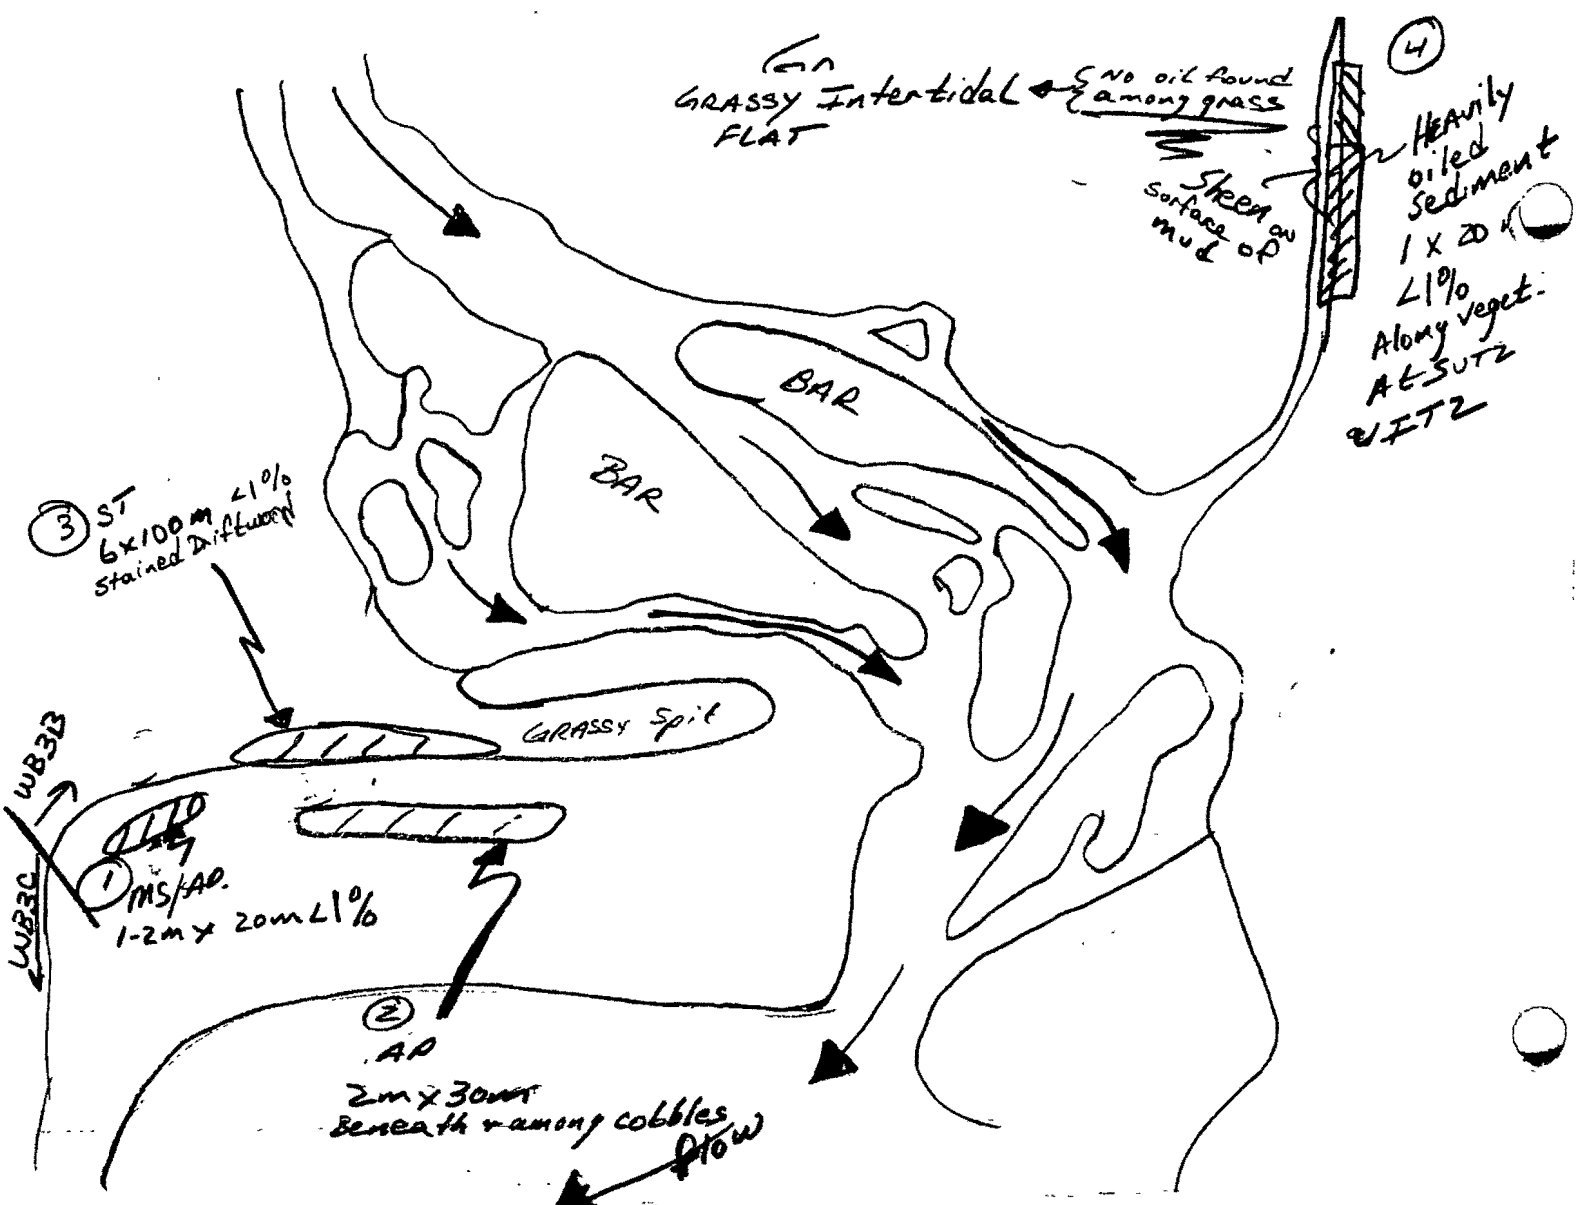 GRASSY Intertidal
FLAT
No oil found
among grass
Sheen on
surface of
mud
4
HEAVILY
oiled
sediment
1 x 20
<1%
Along veget.
BAR
BAR
3 ST
6x100m <1%
Stained Driftwood
GRASSY Spit
WB3B
WB3C
1 MS/AP.
1-2m x 20m <1%
2
AP
2m x 30m
Beneath & among cobbles
flow